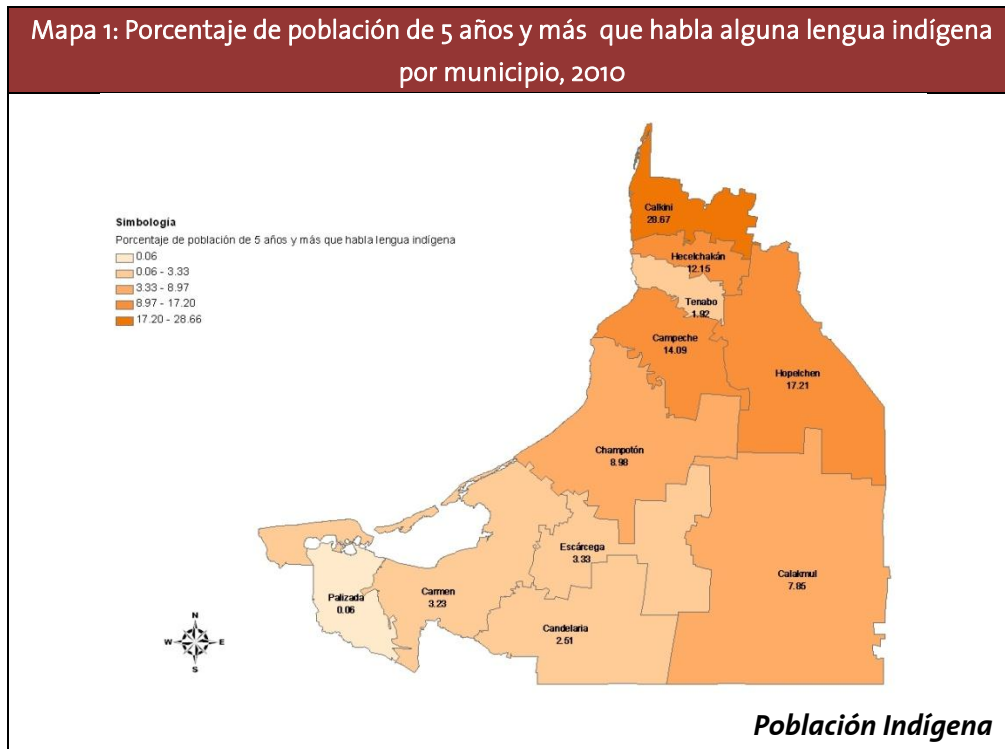 Mapa 1: Porcentaje de población de 5 años y más que habla alguna lengua indígena
por municipio, 2010
Simbología
Porcentaje de población de 5 años y más que habla lengua indígena
0.06
0.06 - 3.33
3.33 - 8.97
8.97 - 17.20
17.20 - 28.66
Calkini
28.67
Hecelchakán
12.15
Tenabo
1.92
Campeche
14.09
Hopelchen
17.21
Champotón
8.98
Escárcega
3.33
Calakmul
7.85
Carmen
3.23
Palizada
0.06
Candelaria
2.51
N
W
E
S
Población Indígena